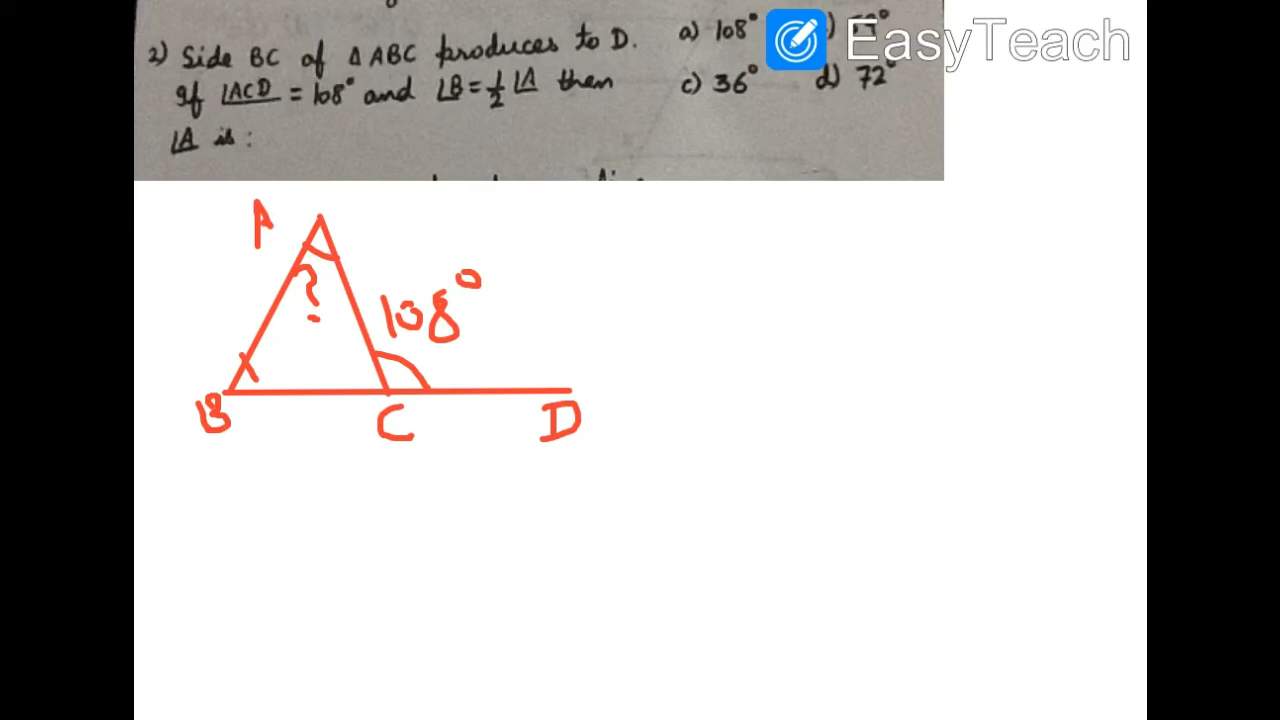 2) Side BC of Δ ABC produces to D. a) 108°
If ∠ACD = 108° and ∠B = 1/2 ∠A then c) 36° d) 72°
∠A is:
EasyTeach
A
?
108°
B C D